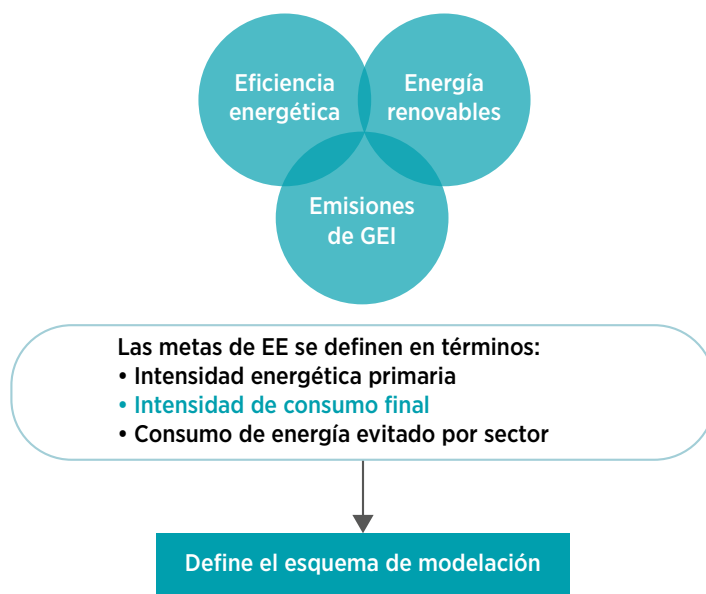 Eficiencia
energética
Energía
renovables
Emisiones
de GEI
Las metas de EE se definen en términos:
• Intensidad energética primaria
• Intensidad de consumo final
• Consumo de energía evitado por sector
Define el esquema de modelación